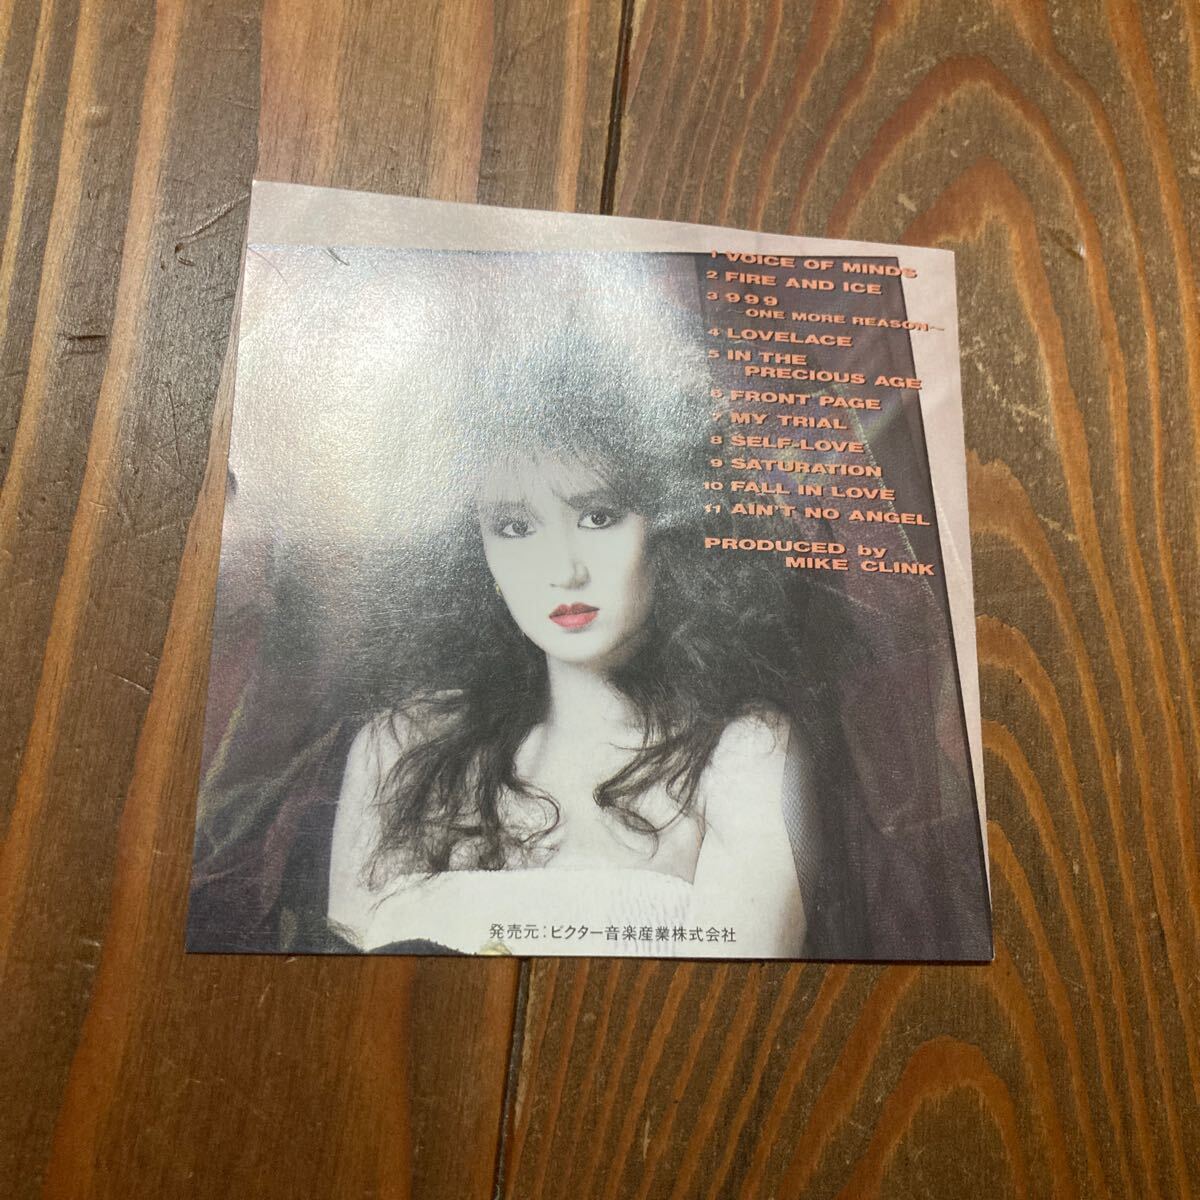 1 VOICE OF MINDS
2 FIRE AND ICE
3 999
ONE MORE REASON~
4 LOVELACE
5 IN THE
PRECIOUS AGE
6 FRONT PAGE
7 MY TRIAL
8 SELF-LOVE
9 SATURATION
10 FALL IN LOVE
11 AIN'T NO ANGEL
PRODUCED by
MIKE CLINK
発売元:ビクター音楽産業株式会社